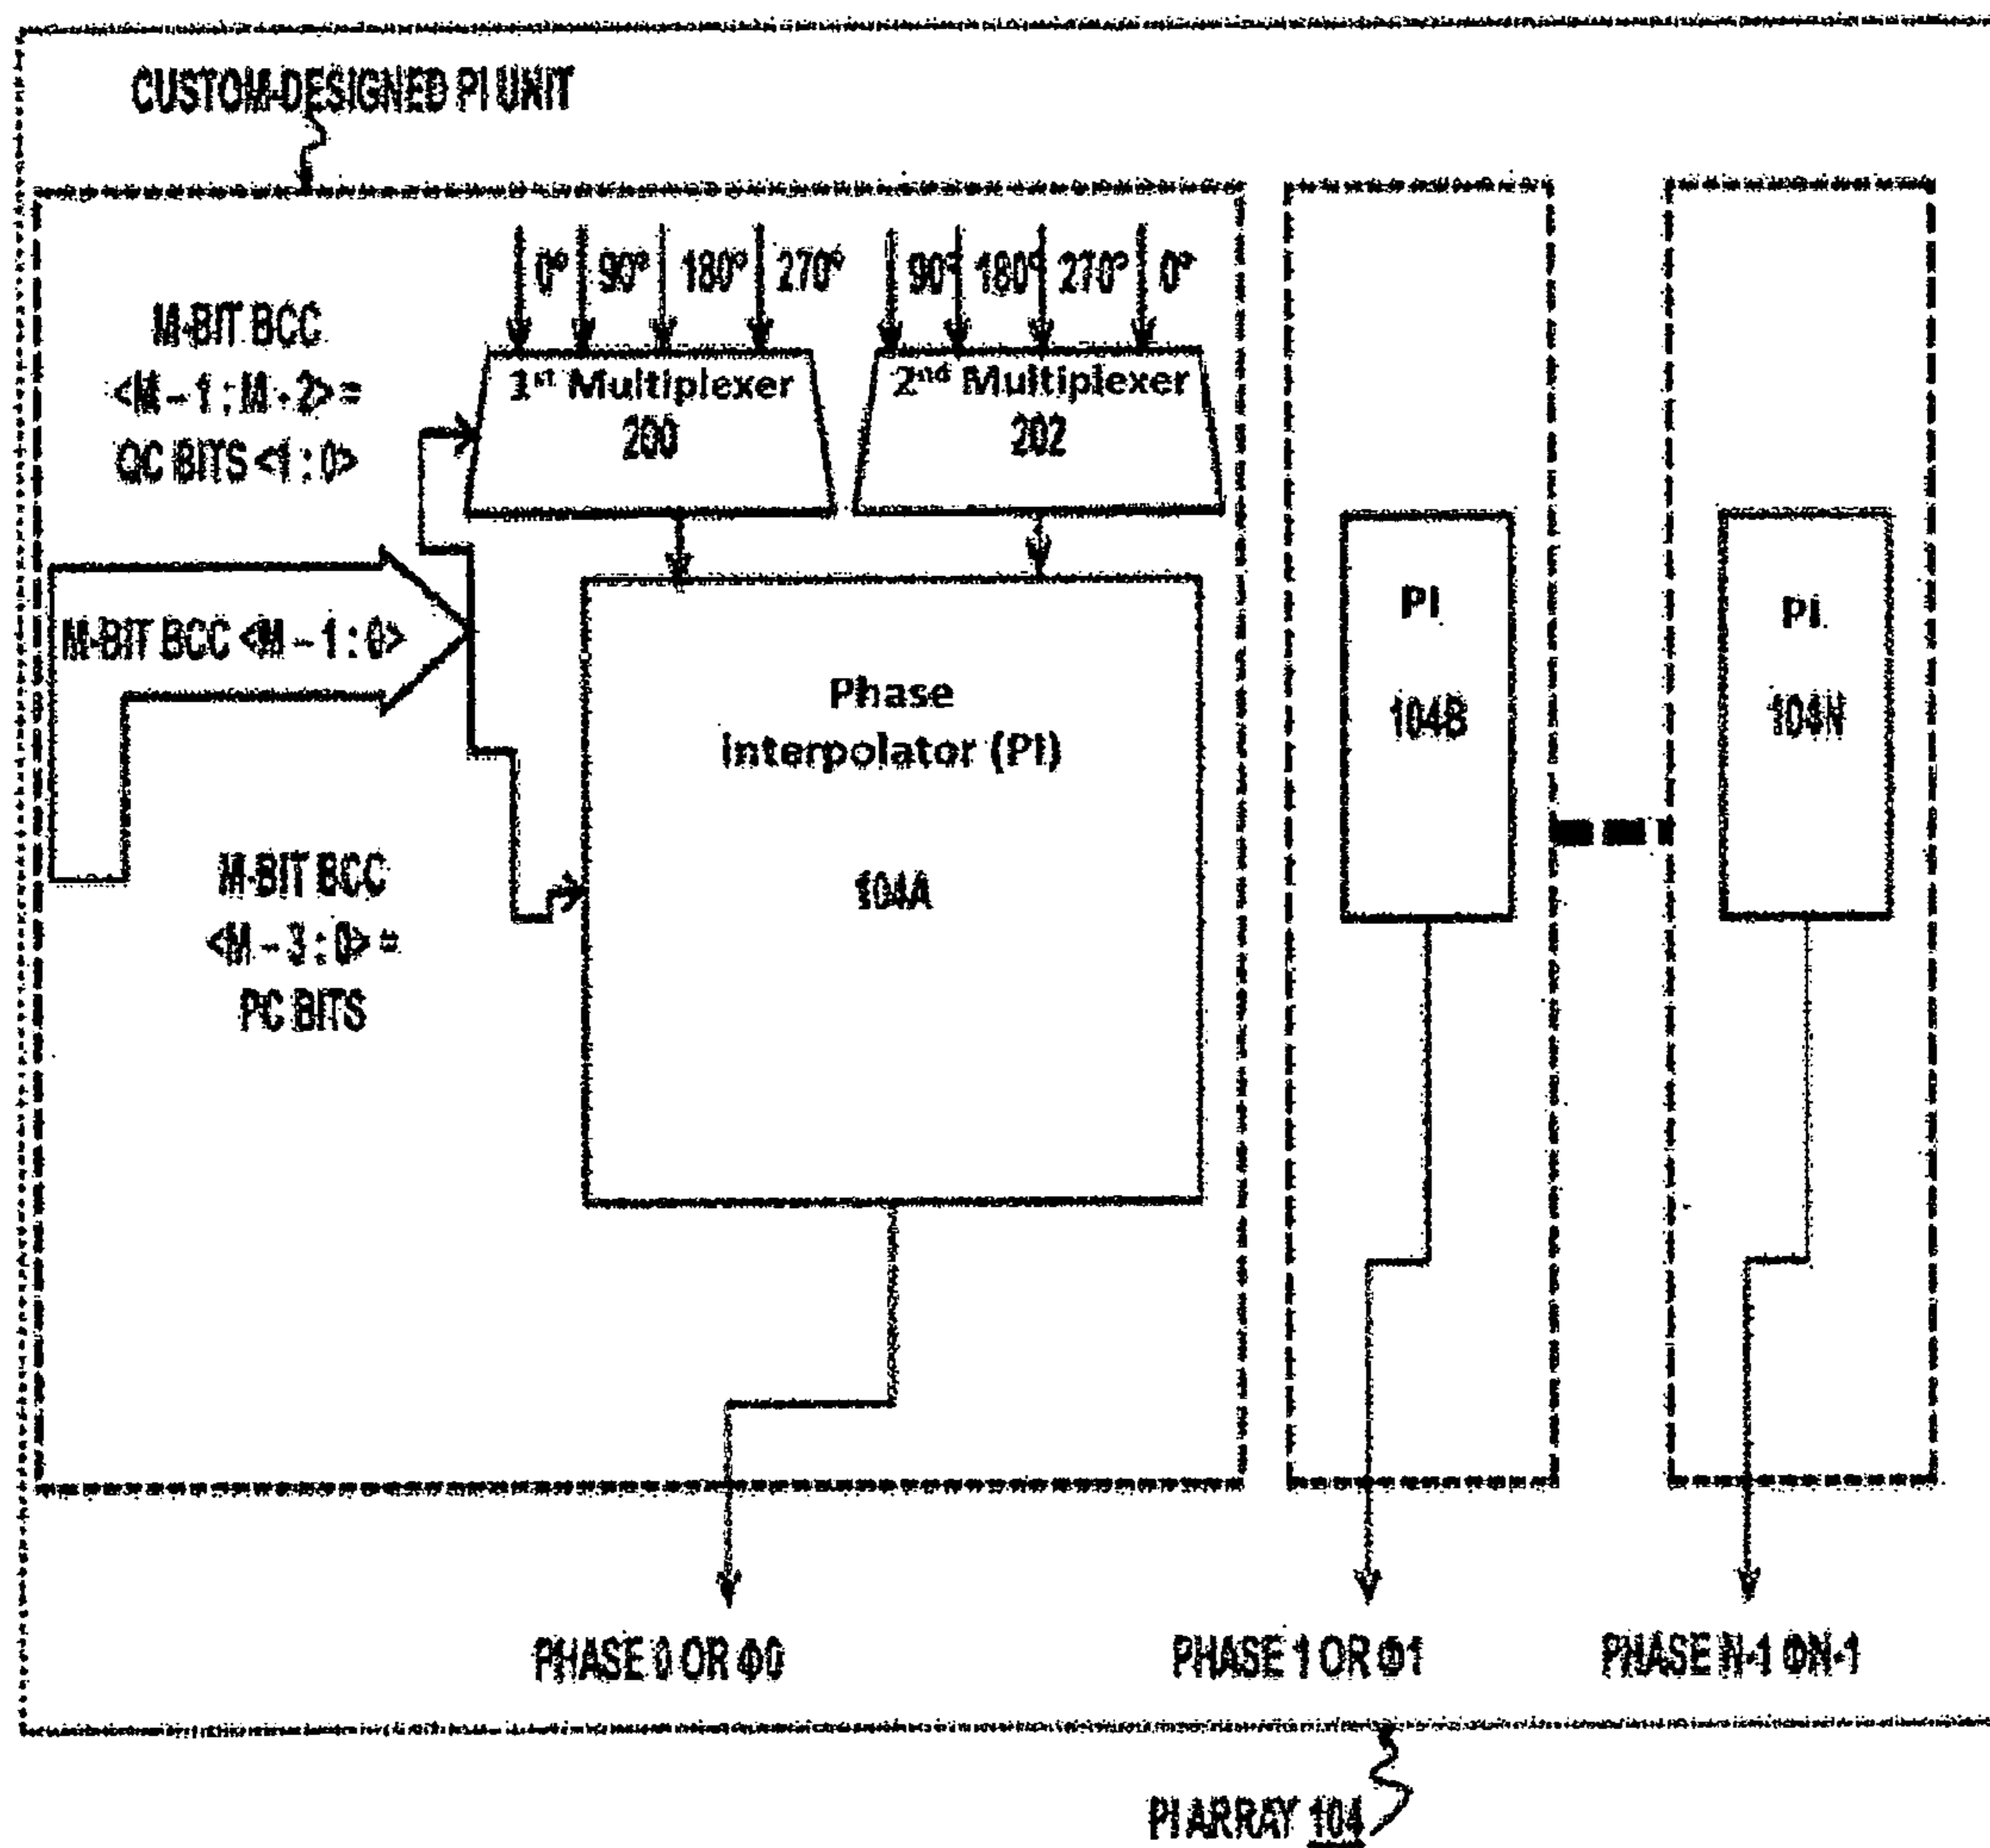 CUSTOM-DESIGNED PI UNIT
0° 90° 180° 270° 90° 180° 270° 0°
M-BIT BCC
<M – 1 : M - 2> =
QC BITS <1 : 0>
1st Multiplexer
200
2nd Multiplexer
202
M-BIT BCC <M – 1 : 0>
Phase
Interpolator (PI)
104A
PI
104B
PI
104N
M-BIT BCC
<M – 3 : 0> =
PC BITS
PHASE 0 OR Φ0
PHASE 1 OR Φ1
PHASE N-1 ΦN-1
PI ARRAY 104